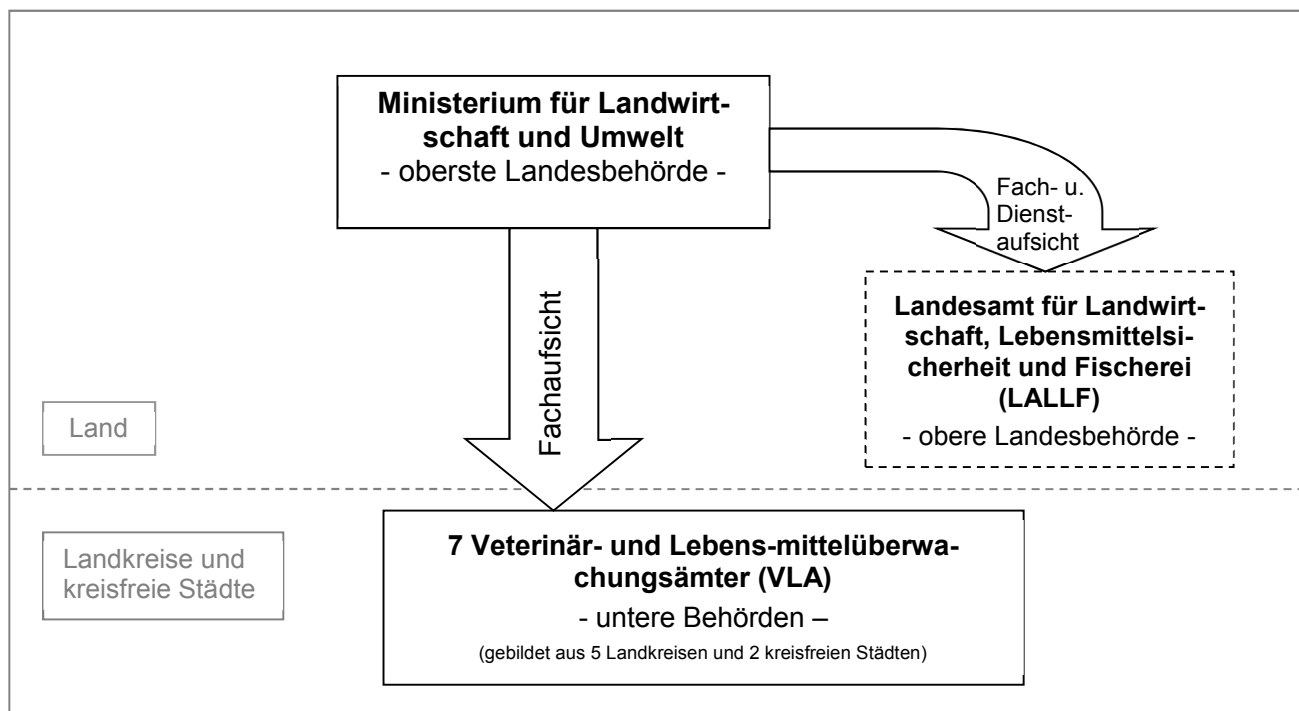 Ministerium für Landwirt-
schaft und Umwelt
- oberste Landesbehörde -
Fach- u.
Dienst-
aufsicht
Landesamt für Landwirt-
schaft, Lebensmittelsi-
cherheit und Fischerei
(LALLF)
- obere Landesbehörde -
Fachaufsicht
Land
Landkreise und
kreisfreie Städte
7 Veterinär- und Lebens-mittelüberwa-
chungsämter (VLA)
- untere Behörden –
(gebildet aus 5 Landkreisen und 2 kreisfreien Städten)